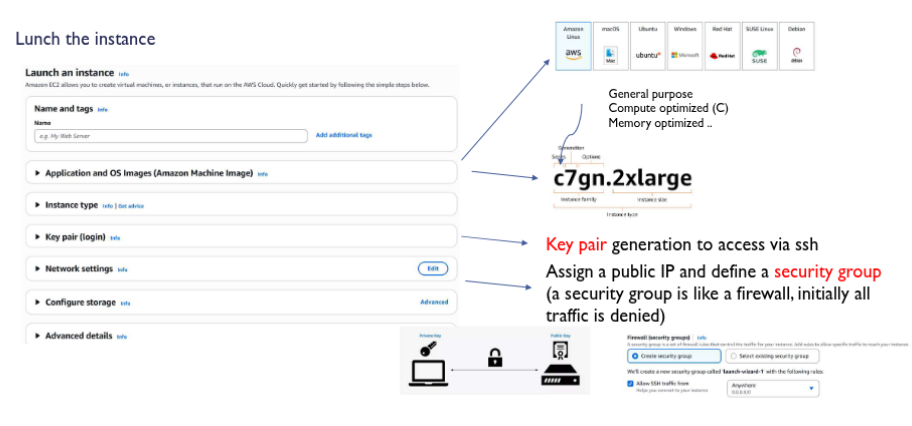 Lunch the instance
Launch an instance Info
Amazon EC2 allows you to create virtual machines, or instances, that run on the AWS Cloud. Quickly get started by following the simple steps below.
Name and tags Info
Name
e.g. My Web Server
Add additional tags
▶ Application and OS Images (Amazon Machine Image) Info
▶ Instance type Info | Get advice
▶ Key pair (login) Info
▶ Network settings Info
Edit
▶ Configure storage Info
Advanced
▶ Advanced details Info
Amazon Linux
aws
macOS
Mac
Ubuntu
ubuntu
Windows
Microsoft
Red Hat
Red Hat
SUSE Linux
SUSE
Debian
debian
General purpose
Compute optimized (C)
Memory optimized ..
Generation
Series
Options
c7gn.2xlarge
Instance family
Instance size
Instance type
Key pair generation to access via ssh
Assign a public IP and define a security group
(a security group is like a firewall, initially all
traffic is denied)
Private Key
Public Key
Firewall (security groups) Info
A security group is a set of firewall rules that control the traffic for your instance. Add rules to allow specific traffic to reach your instance.
Create security group
Select existing security group
We'll create a new security group called 'launch-wizard-1' with the following rules:
Allow SSH traffic from
Helps you connect to your instance
Anywhere
0.0.0.0/0